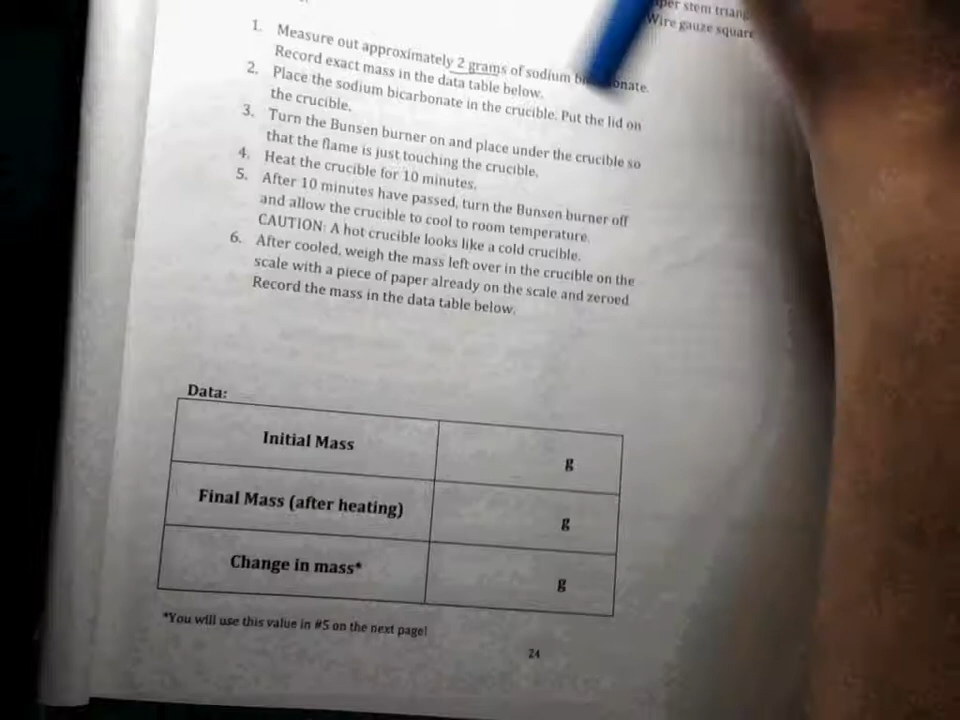 stem triang
Wire gauze square
1. Measure out approximately 2 grams of sodium
Record exact mass in the data table below.
2. Place the sodium bicarbonate in the crucible. Put the lid on
the crucible.
3. Turn the Bunsen burner on and place under the crucible so
that the flame is just touching the crucible.
4. Heat the crucible for 10 minutes.
5. After 10 minutes have passed, turn the Bunsen burner off
and allow the crucible to cool to room temperature.
CAUTION: A hot crucible looks like a cold crucible.
6. After cooled, weigh the mass left over in the crucible on the
scale with a piece of paper already on the scale and zeroed
Record the mass in the data table below.
Data:
Initial Mass g
Final Mass (after heating) g
Change in mass* g
*You will use this value in #5 on the next page!
24